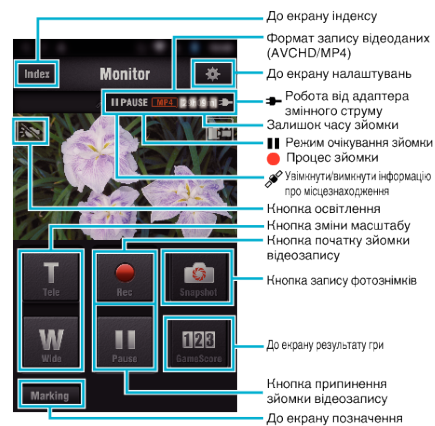 До екрану індексу
Формат запису відеоданих
(AVCHD/MP4)
До екрану налаштувань
Робота від адаптера
змінного струму
Залишок часу зйомки
Режим очікування зйомки
Процес зйомки
Увімкнути/вимкнути інформацію
про місцезнаходження
Кнопка освітлення
Кнопка зміни масштабу
Кнопка початку зйомки
відеозапису
Кнопка запису фотознімків
До екрану результату гри
Кнопка припинення
зйомки відеозапису
До екрану позначення
Index
Monitor
PAUSE MP4
T
Tele
Rec
Snapshot
W
Wide
Pause
123
GameScore
Marking